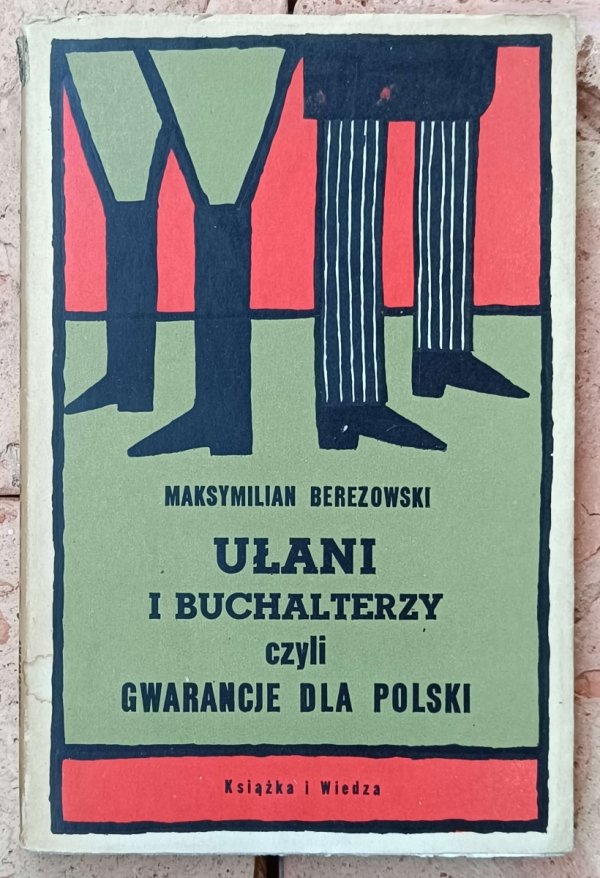 MAKSYMILIAN BEREZOWSKI
UŁANI
I BUCHALTERZY
czyli
GWARANCJE DLA POLSKI
Książka i Wiedza